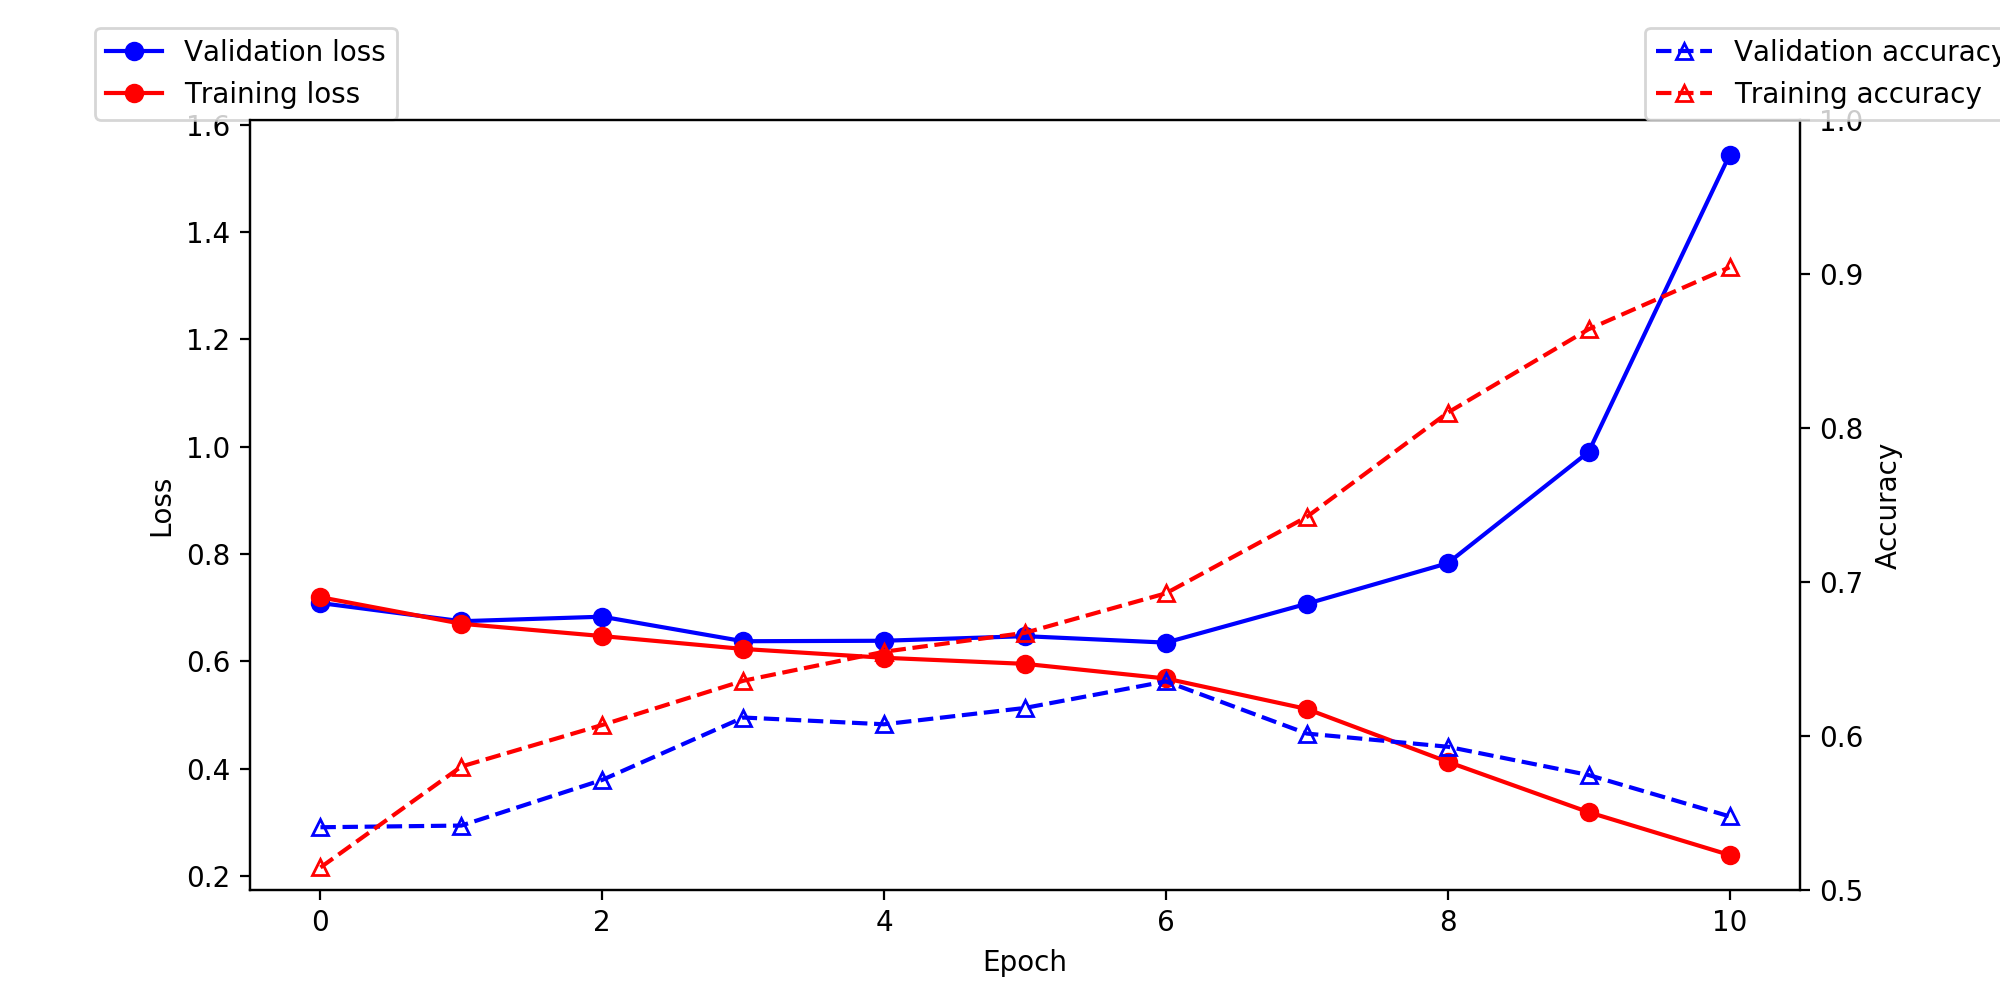 Validation loss
Training loss
Validation accuracy
Training accuracy
1.6
1.4
1.2
1.0
0.8
0.6
0.4
0.2
Loss
1.0
0.9
0.8
0.7
0.6
0.5
Accuracy
0 2 4 6 8 10
Epoch